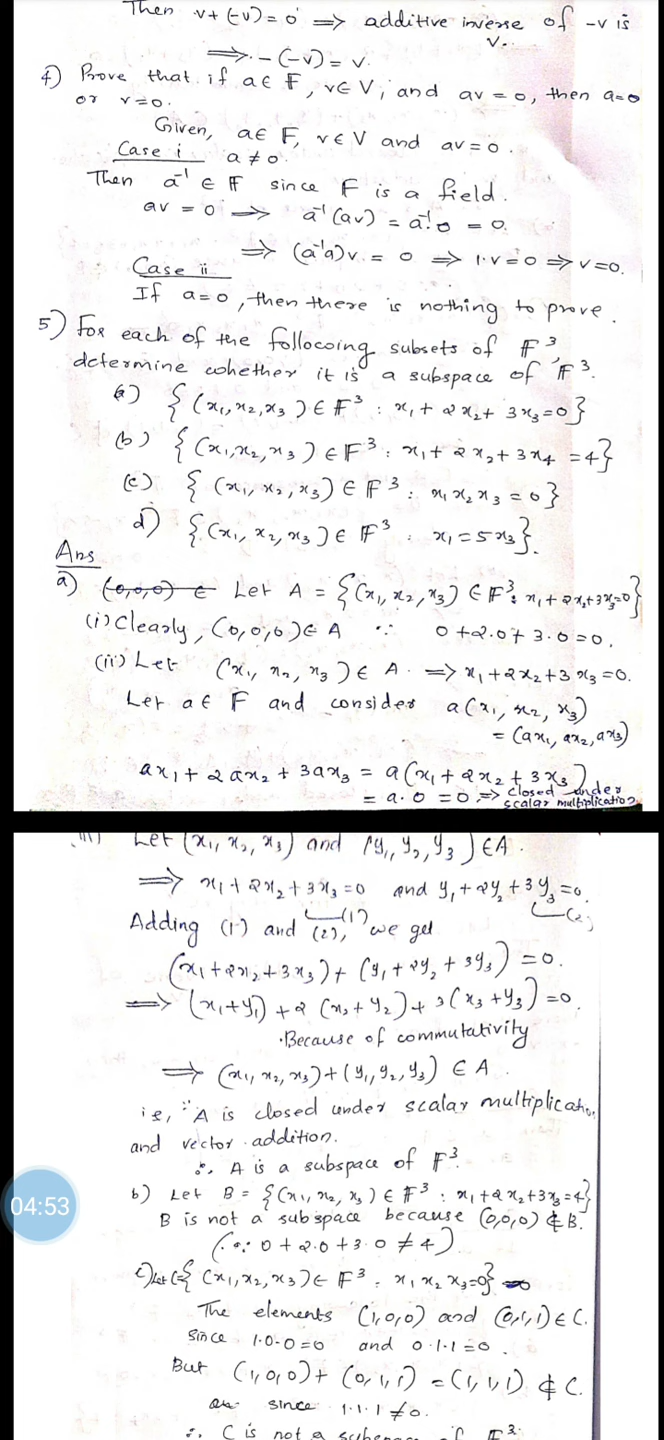 Then v+(-v)=0 ⟹ additive inverse of -v is
v.
⟹ -(-v) = v.
4) Prove that if a∈ F, v∈V, and av = 0, then a=0
or v=0.
Given, a∈ F, v∈V and av=0.
Case i a≠0.
Then a⁻¹ ∈ F since F is a field.
av = 0 ⟹ a⁻¹(av) = a⁻¹0 = 0.
⟹ (a⁻¹a)v = 0 ⟹ 1·v=0 ⟹ v=0.
Case ii
If a=0, then there is nothing to prove.
5) For each of the following subsets of F³,
determine whether it is a subspace of F³.
a) {(x₁,x₂,x₃)∈F³ : x₁+2x₂+3x₃=0}
(b) {(x₁,x₂,x₃)∈F³ : x₁+2x₂+3x₄=4}
(c) {(x₁,x₂,x₃)∈F³ : x₁x₂x₃=0}
d) {(x₁,x₂,x₃)∈F³ : x₁=5x₃}.
Ans
a) (0,0,0) ∈ Let A = {(x₁,x₂,x₃)∈F³: x₁+2x₂+3x₃=0}
(i) Clearly, (0,0,0)∈A ∵ 0+2.0+3.0=0.
(ii) Let (x₁, x₂, x₃)∈ A. ⟹ x₁+2x₂+3x₃=0.
Let a∈F and consider a(x₁, x₂, x₃)
= (ax₁, ax₂, ax₃)
ax₁+2ax₂+3ax₃ = a(x₁+2x₂+3x₃)
= a.0 = 0 ⟹ closed under
scalar multiplication
Let (x₁, x₂, x₃) and (y₁, y₂, y₃)∈A.
⟹ x₁+2x₂+3x₃=0 and y₁+2y₂+3y₃=0.
(1) (2)
Adding (1) and (2), we get
(x₁+2x₂+3x₃)+(y₁+2y₂+3y₃)=0.
⟹ (x₁+y₁)+2(x₂+y₂)+3(x₃+y₃)=0.
·Because of commutativity
⟹ (x₁,x₂,x₃)+(y₁,y₂,y₃)∈A.
ie, A is closed under scalar multiplication
and vector addition.
∴ A is a subspace of F³.
b) Let B = {(x₁,x₂,x₃)∈F³ : x₁+2x₂+3x₃=4}
04:53
B is not a subspace because (0,0,0)∉B.
(∵ 0+2.0+3.0≠4)
c) Let C={(x₁,x₂,x₃)∈F³ : x₁x₂x₃=0}
The elements (1,0,0) and (0,1,1)∈C.
since 1.0.0=0 and 0.1.1=0.
But (1,0,0)+(0,1,1)=(1,1,1)∉C.
since 1.1.1≠0.
∴ C is not a subspace of F³.